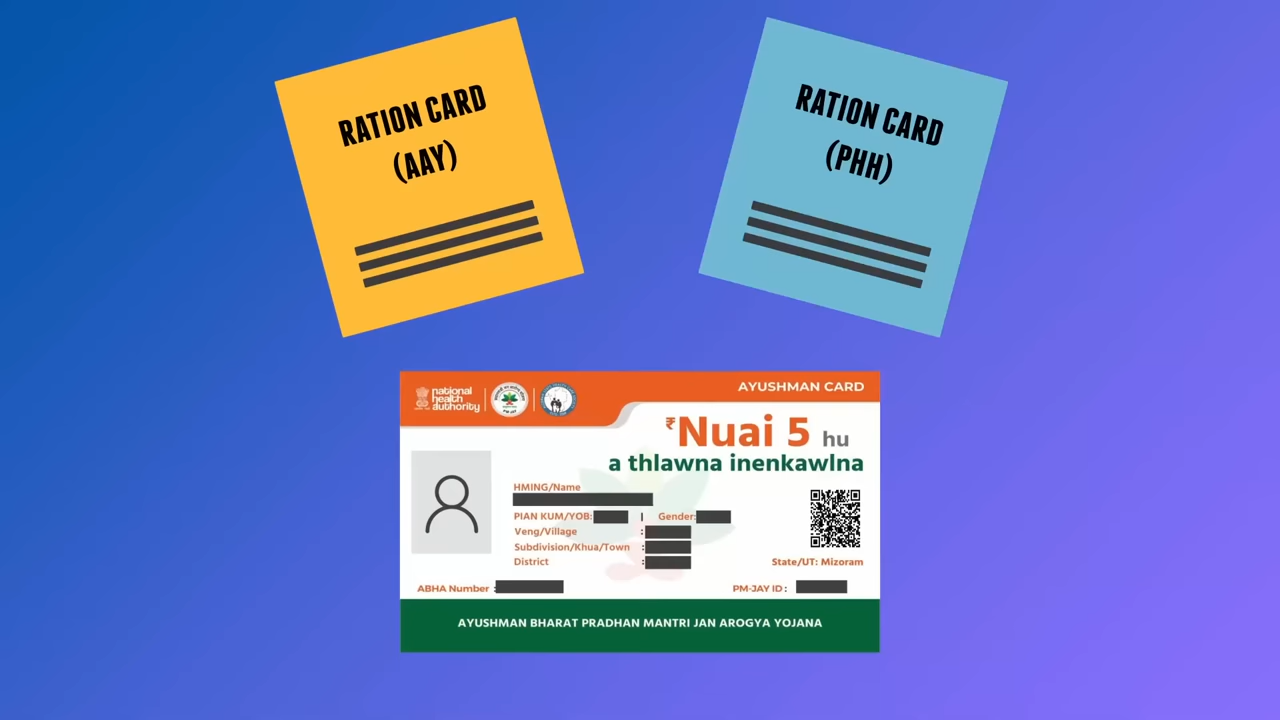 RATION CARD
(AAY)
RATION CARD
(PHH)
national
health
authority
PM-JAY
AYUSHMAN CARD
₹Nuai 5 hu
a thlawna inenkawlna
HMING/Name
PIAN KUM/YOB: | Gender:
Veng/Village :
Subdivision/Khua/Town :
District :
State/UT: Mizoram
ABHA Number :
PM-JAY ID :
AYUSHMAN BHARAT PRADHAN MANTRI JAN AROGYA YOJANA